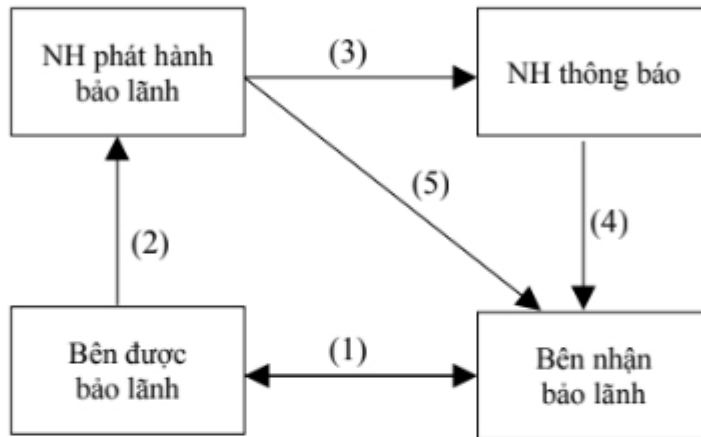 NH phát hành
bảo lãnh
(3)
NH thông báo
(5)
(2)
(4)
Bên được
bảo lãnh
(1)
Bên nhận
bảo lãnh